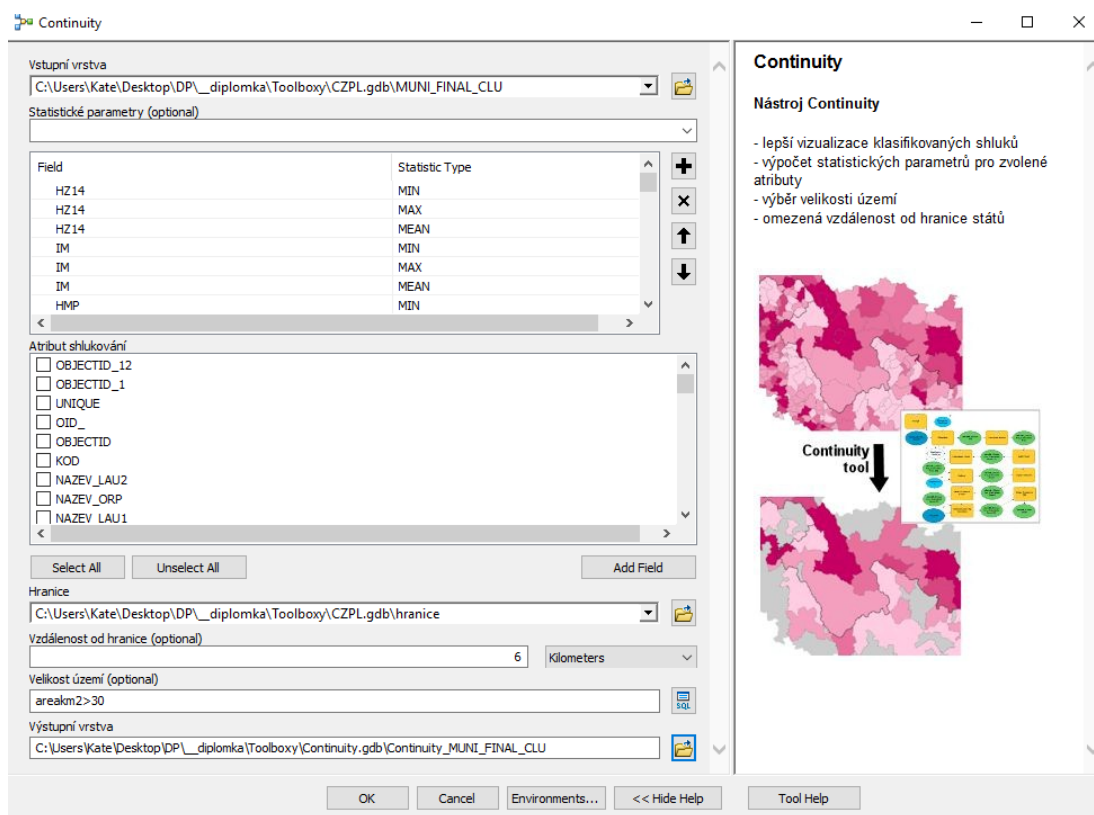 Continuity
Vstupní vrstva
C:\Users\Kate\Desktop\DP\__diplomka\Toolboxy\CZPL.gdb\MUNI_FINAL_CLU
Statistické parametry (optional)
Field Statistic Type
HZ14 MIN
HZ14 MAX
HZ14 MEAN
IM MIN
IM MAX
IM MEAN
HMP MIN
Atribut shlukování
OBJECTID_12
OBJECTID_1
UNIQUE
OID_
OBJECTID
KOD
NAZEV_LAU2
NAZEV_ORP
NAZEV_LAU1
Select All Unselect All Add Field
Hranice
C:\Users\Kate\Desktop\DP\__diplomka\Toolboxy\CZPL.gdb\hranice
Vzdálenost od hranice (optional)
6 Kilometers
Velikost území (optional)
areakm2>30
SQL
Výstupní vrstva
C:\Users\Kate\Desktop\DP\__diplomka\Toolboxy\Continuity.gdb\Continuity_MUNI_FINAL_CLU
Continuity
Nástroj Continuity
- lepší vizualizace klasifikovaných shluků
- výpočet statistických parametrů pro zvolené
atributy
- výběr velikosti území
- omezená vzdálenost od hranice států
Continuity
tool
OK Cancel Environments... << Hide Help Tool Help